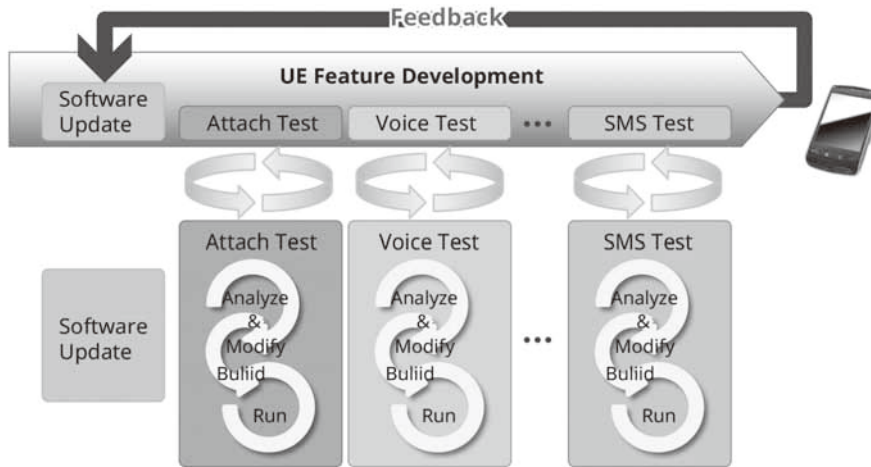 Feedback
UE Feature Development
Software
Update
Attach Test
Voice Test
•••
SMS Test
Attach Test
Voice Test
SMS Test
Software
Update
Analyze
&
Modify
Buliid
Run
Analyze
&
Modify
Buliid
Run
•••
Analyze
&
Modify
Buliid
Run